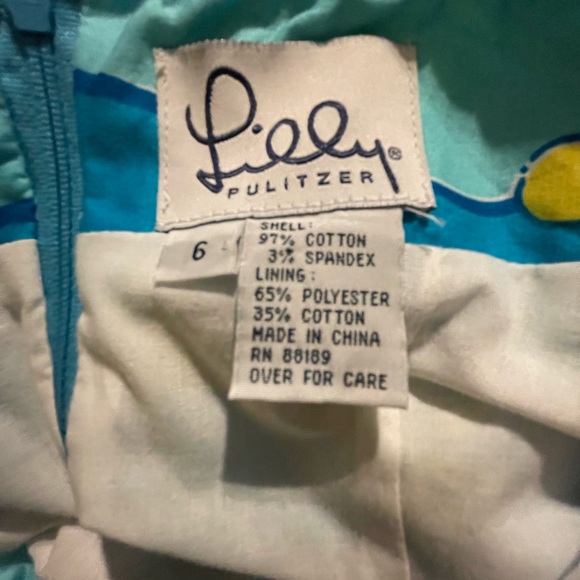 Lilly®
PULITZER
6
SHELL:
97% COTTON
3% SPANDEX
LINING:
65% POLYESTER
35% COTTON
MADE IN CHINA
RN 88189
OVER FOR CARE